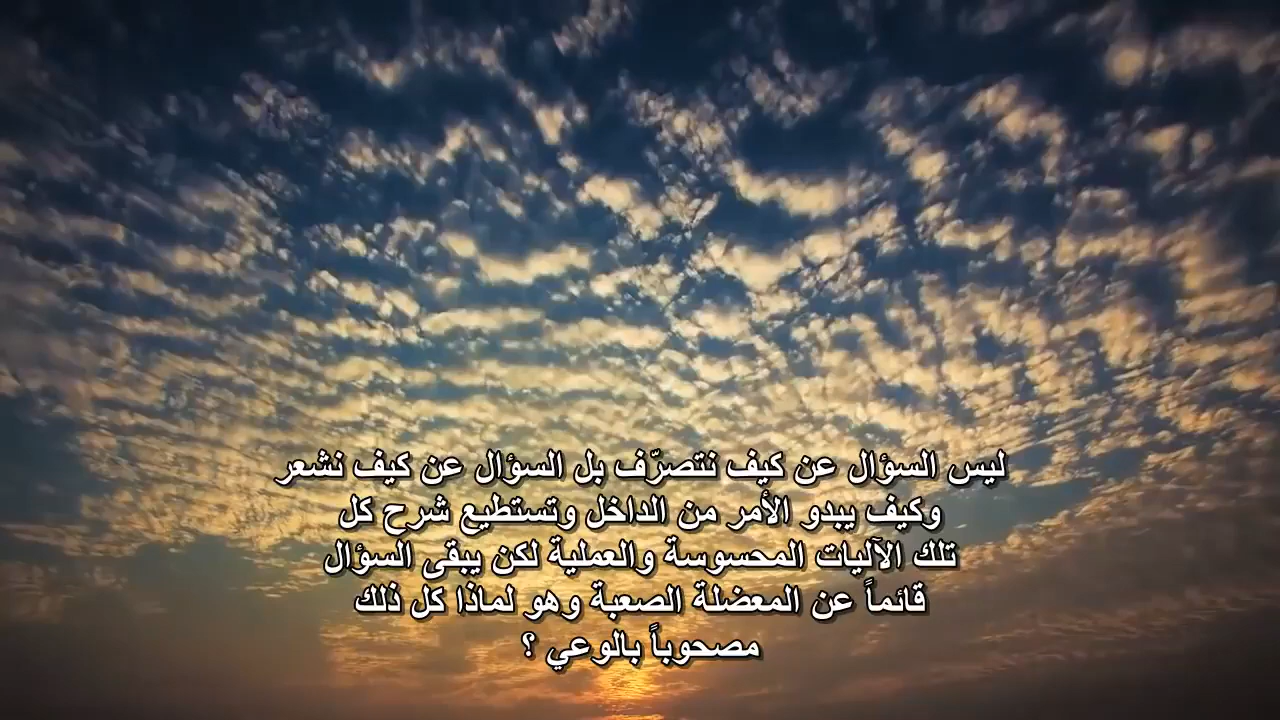 ليس السؤال عن كيف نتصرّف بل السؤال عن كيف نشعر
وكيف يبدو الأمر من الداخل وتستطيع شرح كل
تلك الآليات المحسوسة والعملية لكن يبقى السؤال
قائماً عن المعضلة الصعبة وهو لماذا كل ذلك
مصحوباً بالوعي ؟